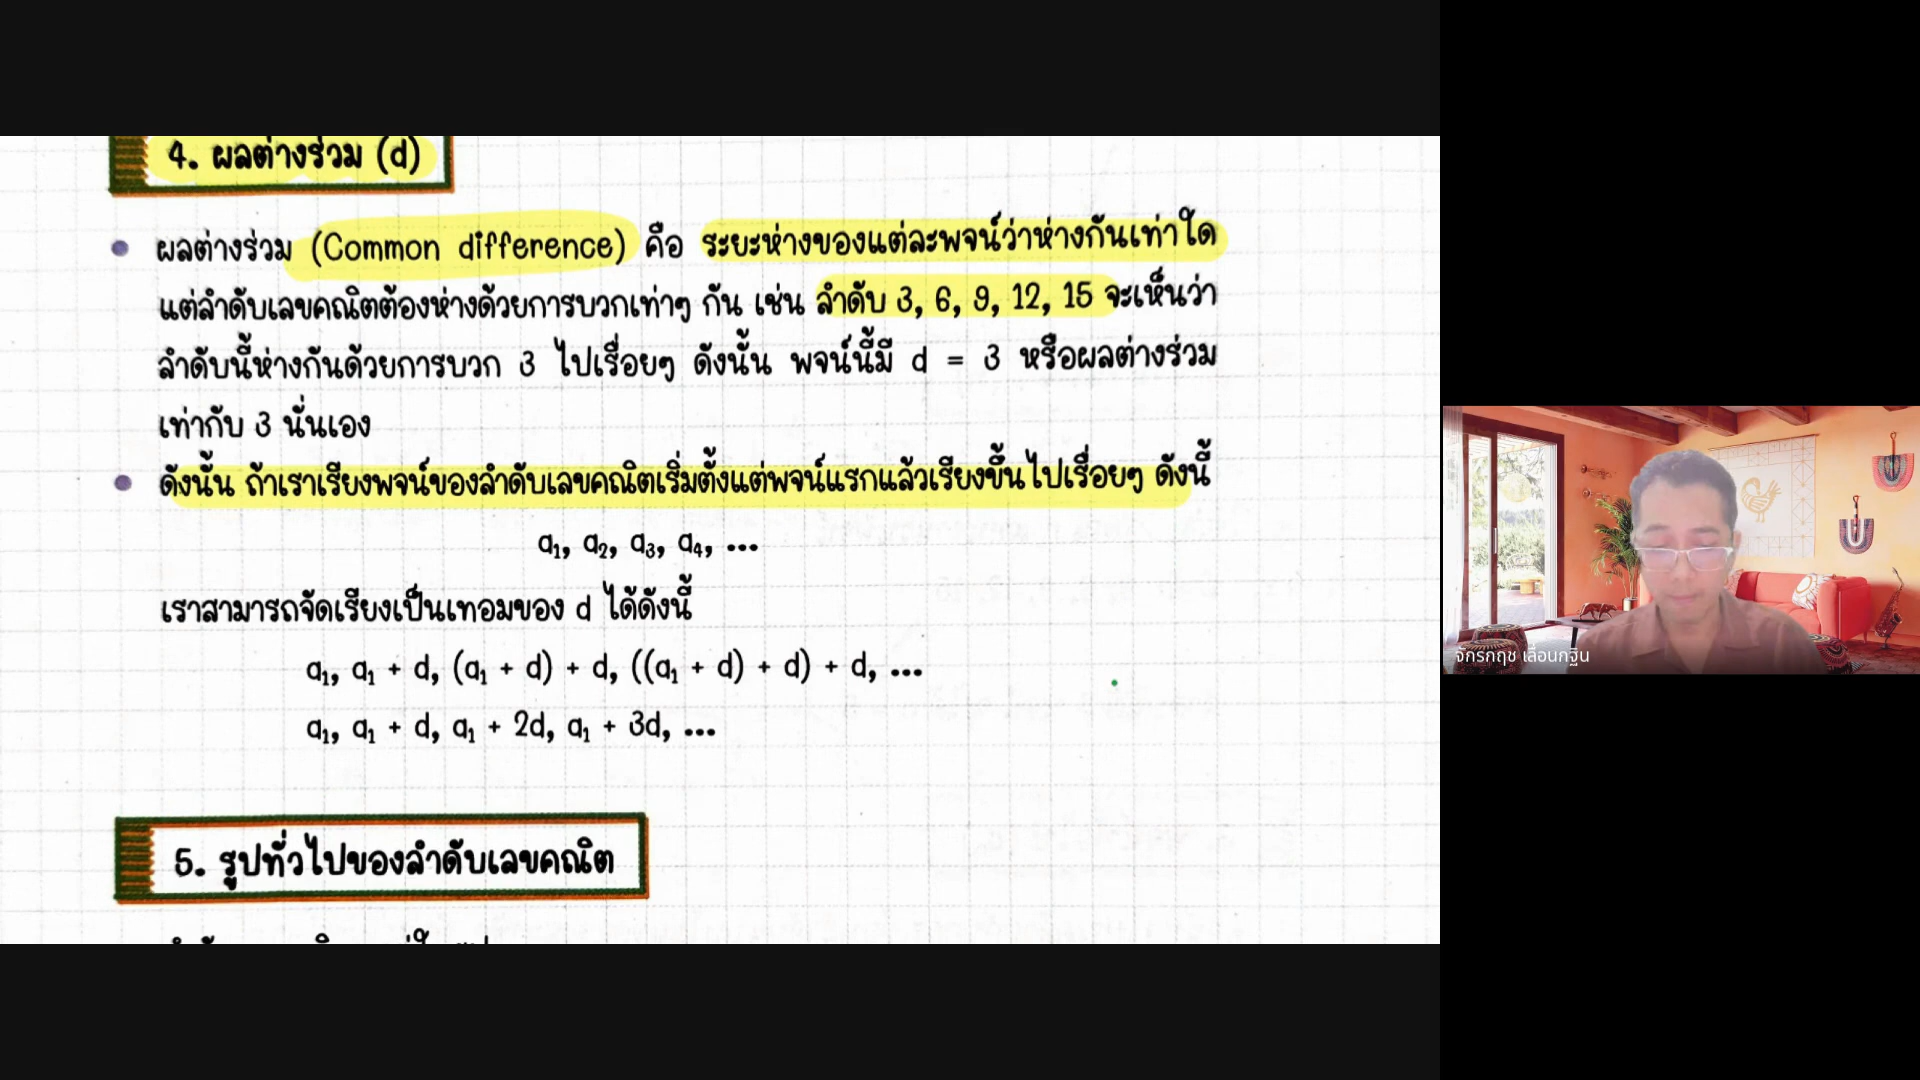 4. ผลต่างร่วม (d)
ผลต่างร่วม (Common difference) คือ ระยะห่างของแต่ละพจน์ว่าห่างกันเท่าใด
แต่ลำดับเลขคณิตต้องห่างด้วยการบวกเท่าๆ กัน เช่น ลำดับ 3, 6, 9, 12, 15 จะเห็นว่า
ลำดับนี้ห่างกันด้วยการบวก 3 ไปเรื่อยๆ ดังนั้น พจน์นี้มี d = 3 หรือผลต่างร่วม
เท่ากับ 3 นั่นเอง
ดังนั้น ถ้าเราเรียงพจน์ของลำดับเลขคณิตเริ่มตั้งแต่พจน์แรกแล้วเรียงขึ้นไปเรื่อยๆ ดังนี้
a₁, a₂, a₃, a₄, ...
เราสามารถจัดเรียงเป็นเทอมของ d ได้ดังนี้
a₁, a₁ + d, (a₁ + d) + d, ((a₁ + d) + d) + d, ...
a₁, a₁ + d, a₁ + 2d, a₁ + 3d, ...
5. รูปทั่วไปของลำดับเลขคณิต
จักรกฤช เลื่อนกฐิน